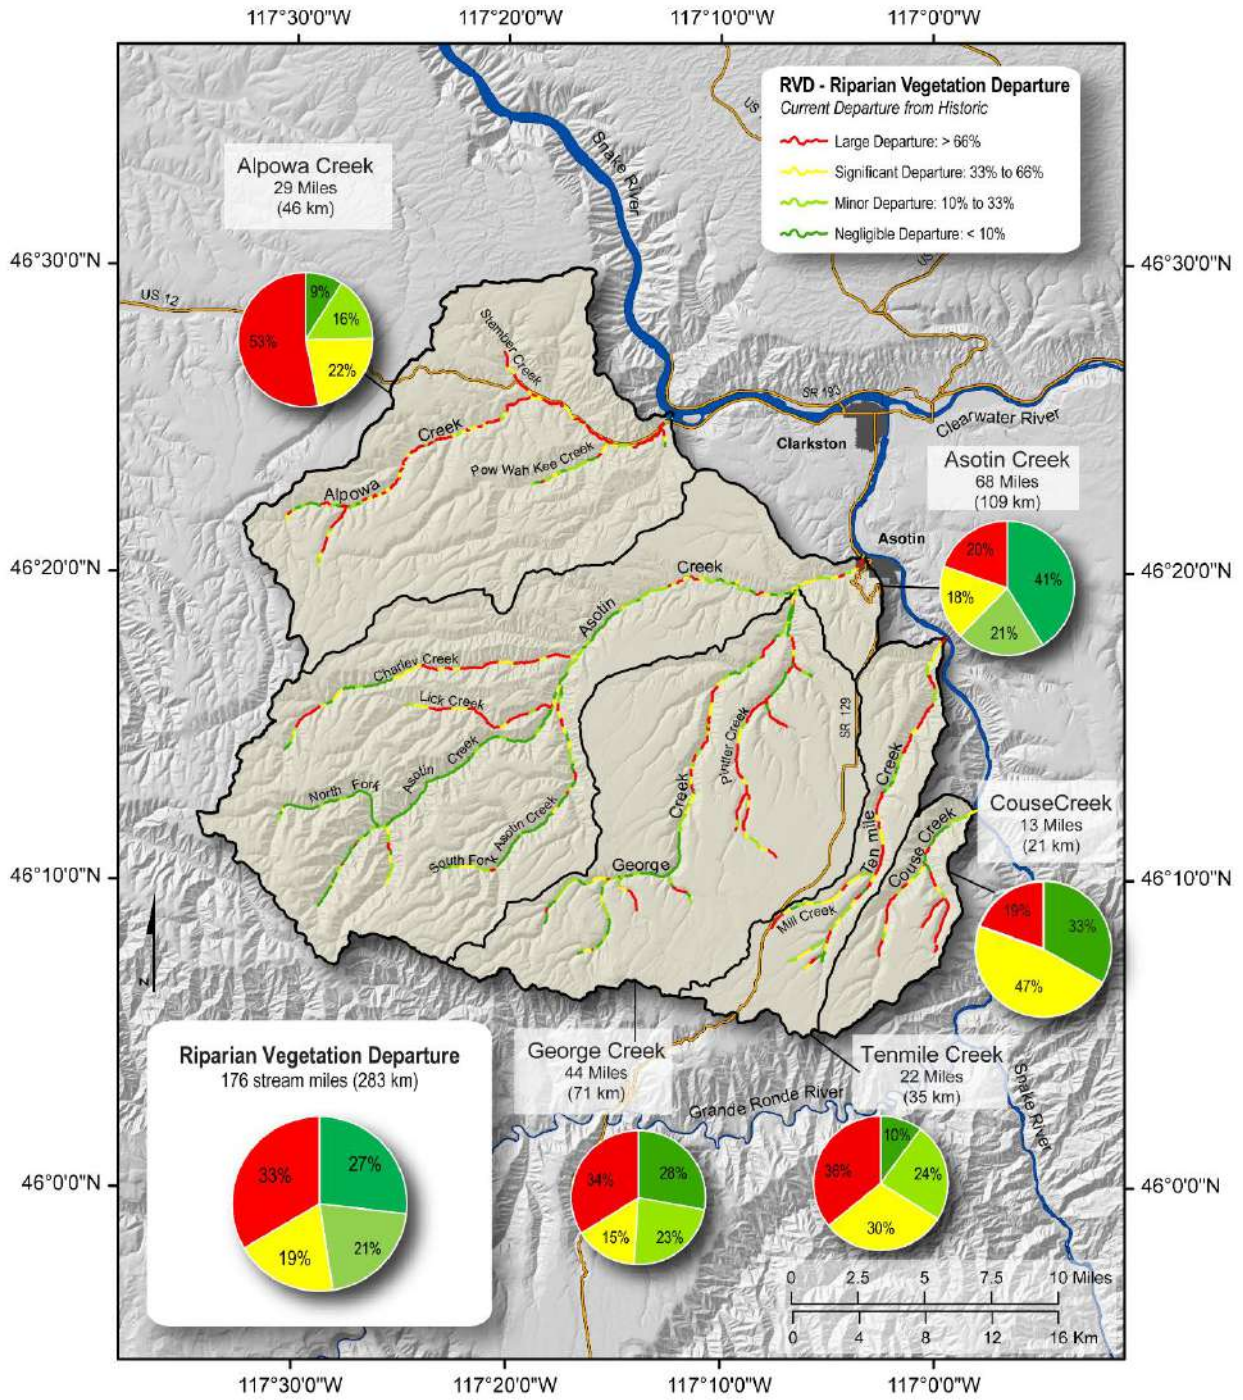 117°30'0"W
117°20'0"W
117°10'0"W
117°0'0"W
RVD - Riparian Vegetation Departure
Current Departure from Historic
Large Departure: > 66%
Significant Departure: 33% to 66%
Minor Departure: 10% to 33%
Negligible Departure: < 10%
US
US
Snake River
Alpowa Creek
29 Miles
(46 km)
46°30'0"N
46°30'0"N
US 12
9%
16%
53%
22%
Stember Creek
Creek
Pow Wah Kee Creek
Alpowa
SR 193
Clearwater River
Clarkston
Asotin Creek
68 Miles
(109 km)
Asotin
20%
41%
18%
21%
46°20'0"N
46°20'0"N
Creek
Asotin
Charley Creek
Lick Creek
SR 129
Pintler Creek
Creek
Creek
North Fork
Asotin Creek
South Fork Asotin Creek
George
Tenmile
Couse Creek
Mill Creek
CouseCreek
13 Miles
(21 km)
46°10'0"N
46°10'0"N
19%
33%
47%
N
Riparian Vegetation Departure
176 stream miles (283 km)
33%
27%
19%
21%
George Creek
44 Miles
(71 km)
Tenmile Creek
22 Miles
(35 km)
Grande Ronde River
Snake River
34%
28%
15%
23%
36%
10%
24%
30%
46°0'0"N
46°0'0"N
0 2.5 5 7.5 10 Miles
0 4 8 12 16 Km
117°30'0"W
117°20'0"W
117°10'0"W
117°0'0"W